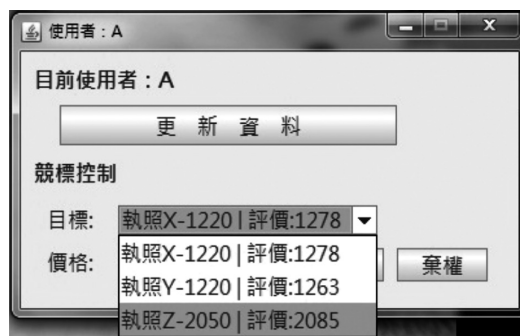 使用者：A
目前使用者：A
更 新 資 料
競標控制
目標: 執照X-1220 | 評價:1278
執照X-1220 | 評價:1278
價格: 棄權
執照Y-1220 | 評價:1263
執照Z-2050 | 評價:2085